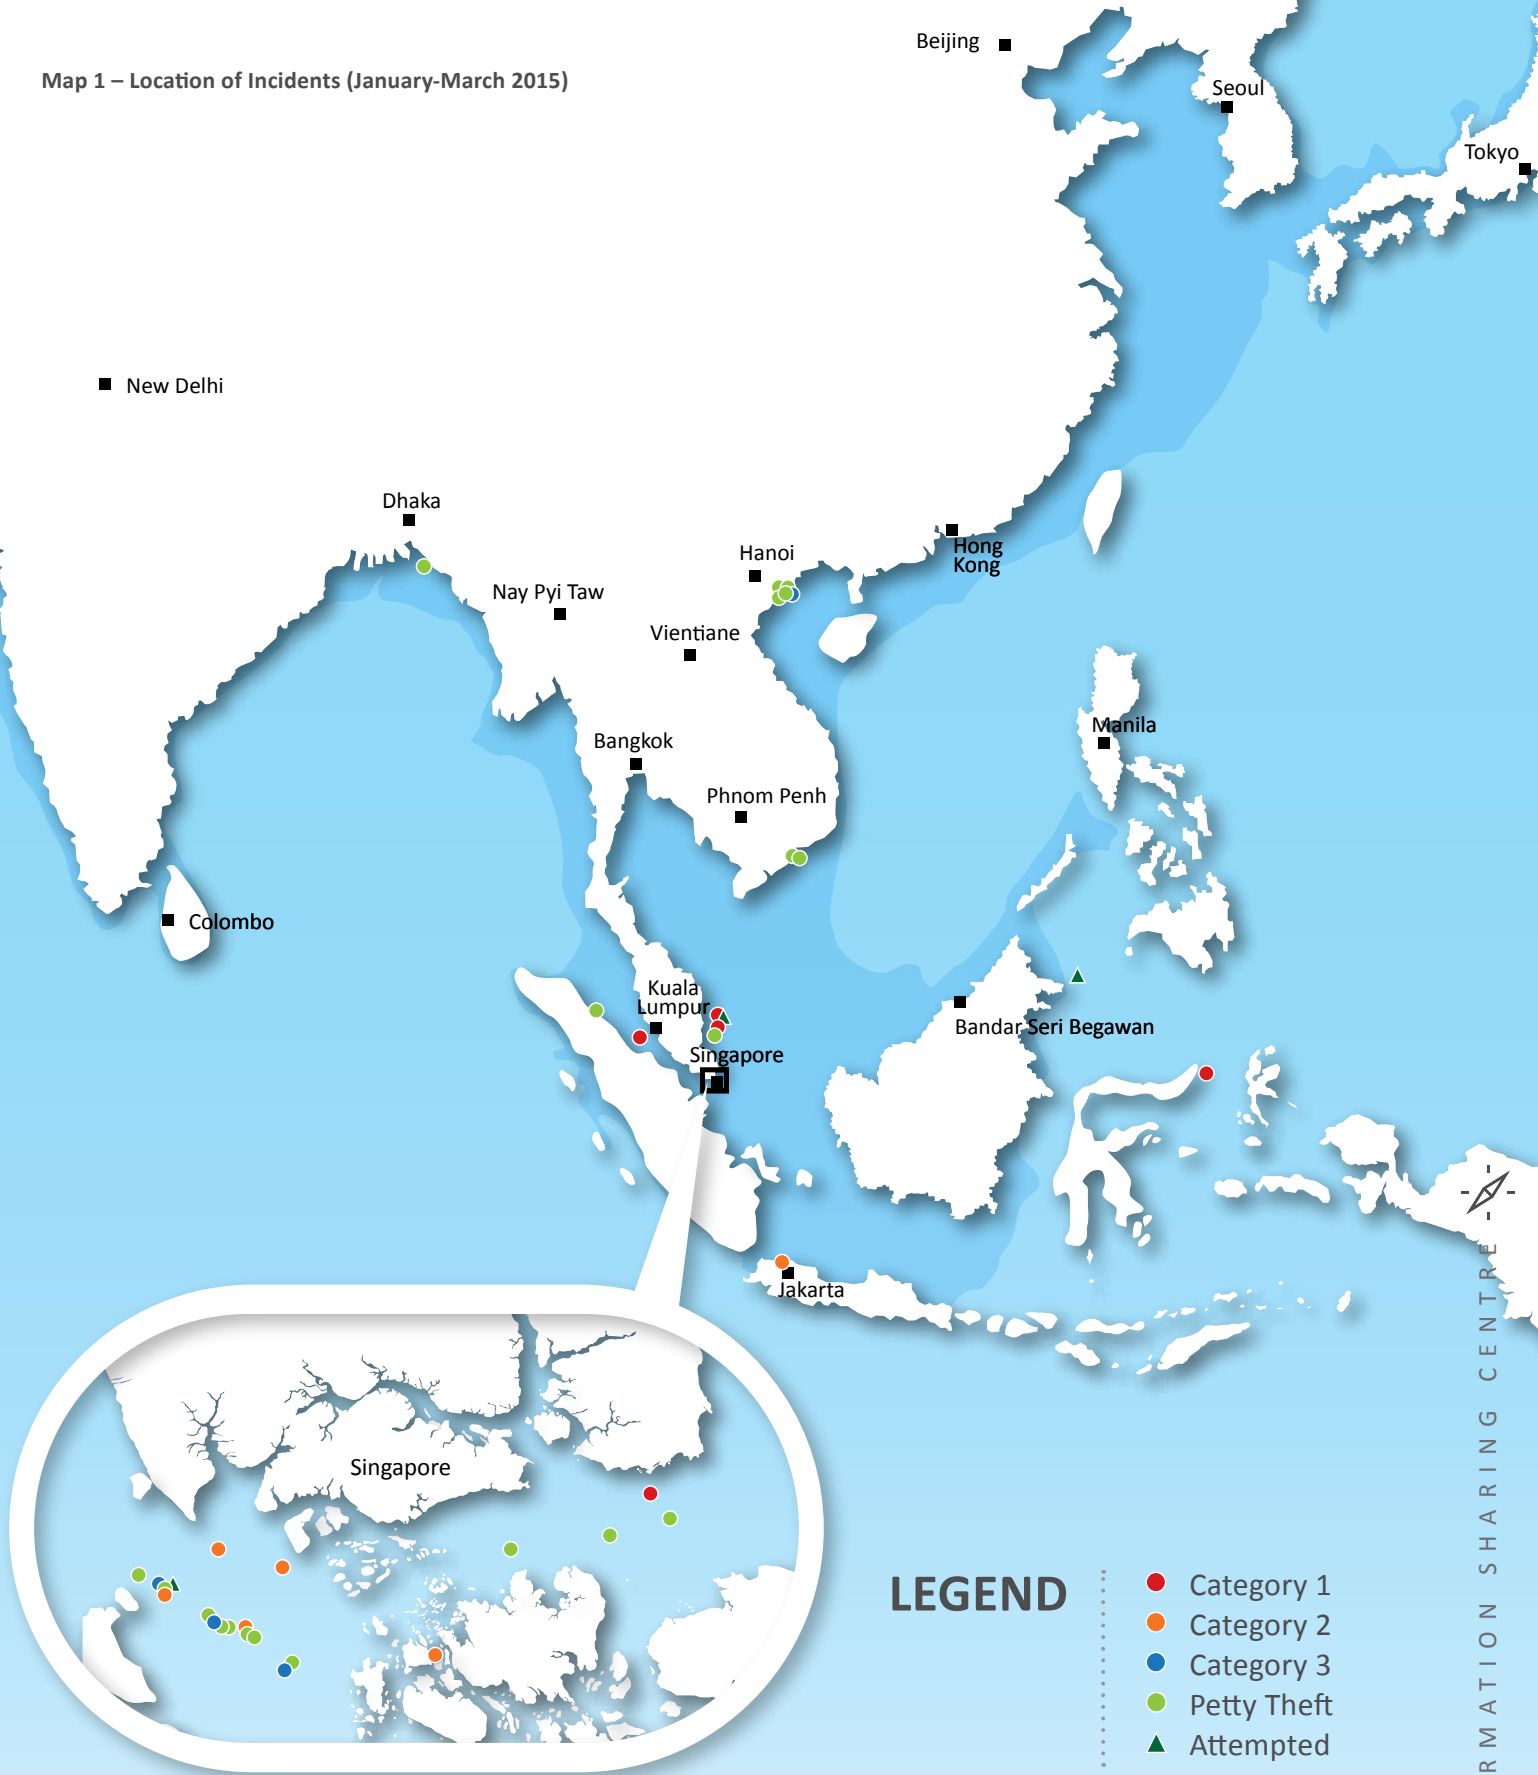 Map 1 – Location of Incidents (January-March 2015)
Beijing
Seoul
Tokyo
New Delhi
Dhaka
Hanoi
Hong
Kong
Nay Pyi Taw
Vientiane
Manila
Bangkok
Phnom Penh
Colombo
Kuala
Lumpur
Bandar Seri Begawan
Singapore
Jakarta
Singapore
LEGEND
Category 1
Category 2
Category 3
Petty Theft
Attempted
RMATION SHARING CENTRE